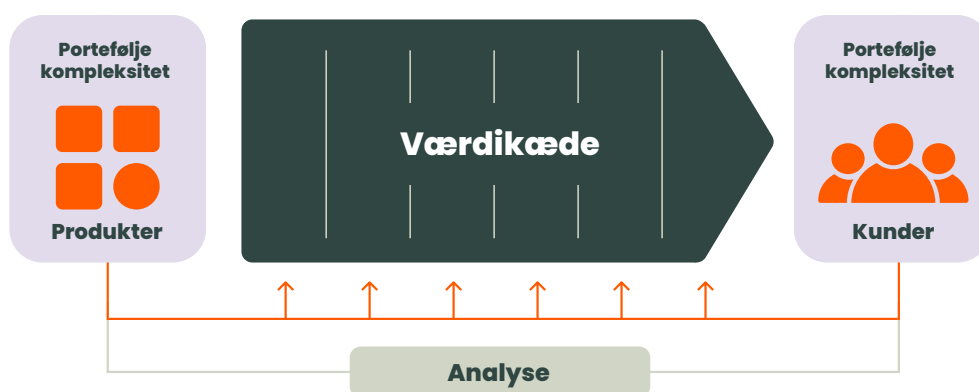 Portefølje
kompleksitet
Produkter
Værdikæde
Portefølje
kompleksitet
Kunder
Analyse